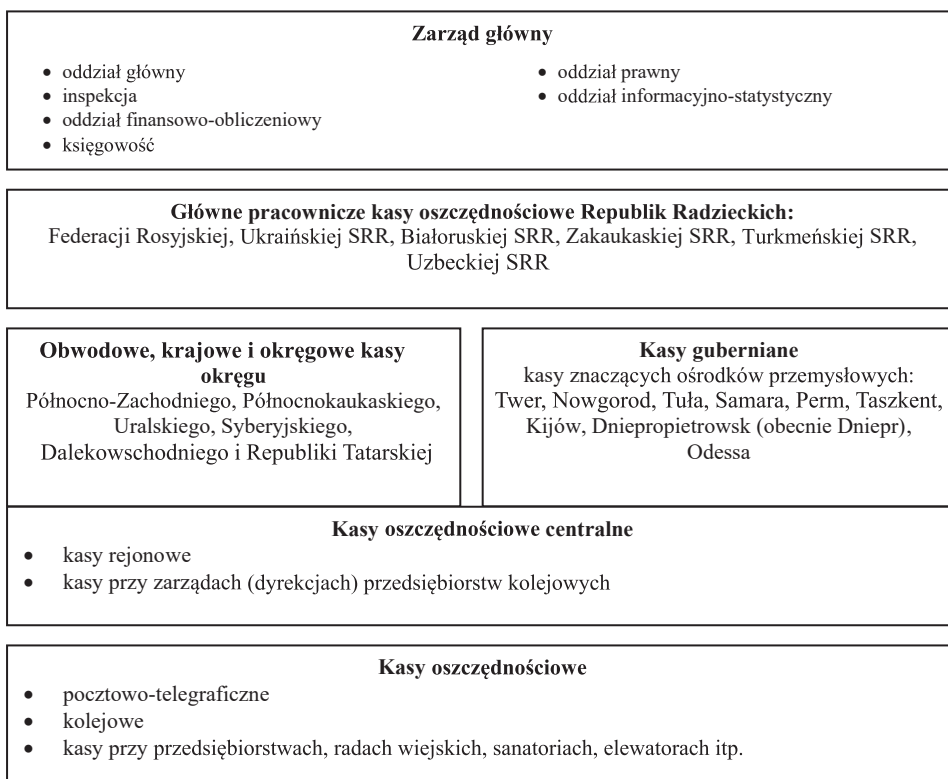 Zarząd główny
• oddział główny
• inspekcja
• oddział finansowo-obliczeniowy
• księgowość
• oddział prawny
• oddział informacyjno-statystyczny
Główne pracownicze kasy oszczędnościowe Republik Radzieckich:
Federacji Rosyjskiej, Ukraińskiej SRR, Białoruskiej SRR, Zakaukaskiej SRR, Turkmeńskiej SRR,
Uzbeckiej SRR
Obwodowe, krajowe i okręgowe kasy
okręgu
Północno-Zachodniego, Północnokaukaskiego,
Uralskiego, Syberyjskiego,
Dalekowschodniego i Republiki Tatarskiej
Kasy guberniane
kasy znaczących ośrodków przemysłowych:
Twer, Nowgorod, Tuła, Samara, Perm, Taszkent,
Kijów, Dniepropietrowsk (obecnie Dniepr),
Odessa
Kasy oszczędnościowe centralne
• kasy rejonowe
• kasy przy zarządach (dyrekcjach) przedsiębiorstw kolejowych
Kasy oszczędnościowe
• pocztowo-telegraficzne
• kolejowe
• kasy przy przedsiębiorstwach, radach wiejskich, sanatoriach, elewatorach itp.